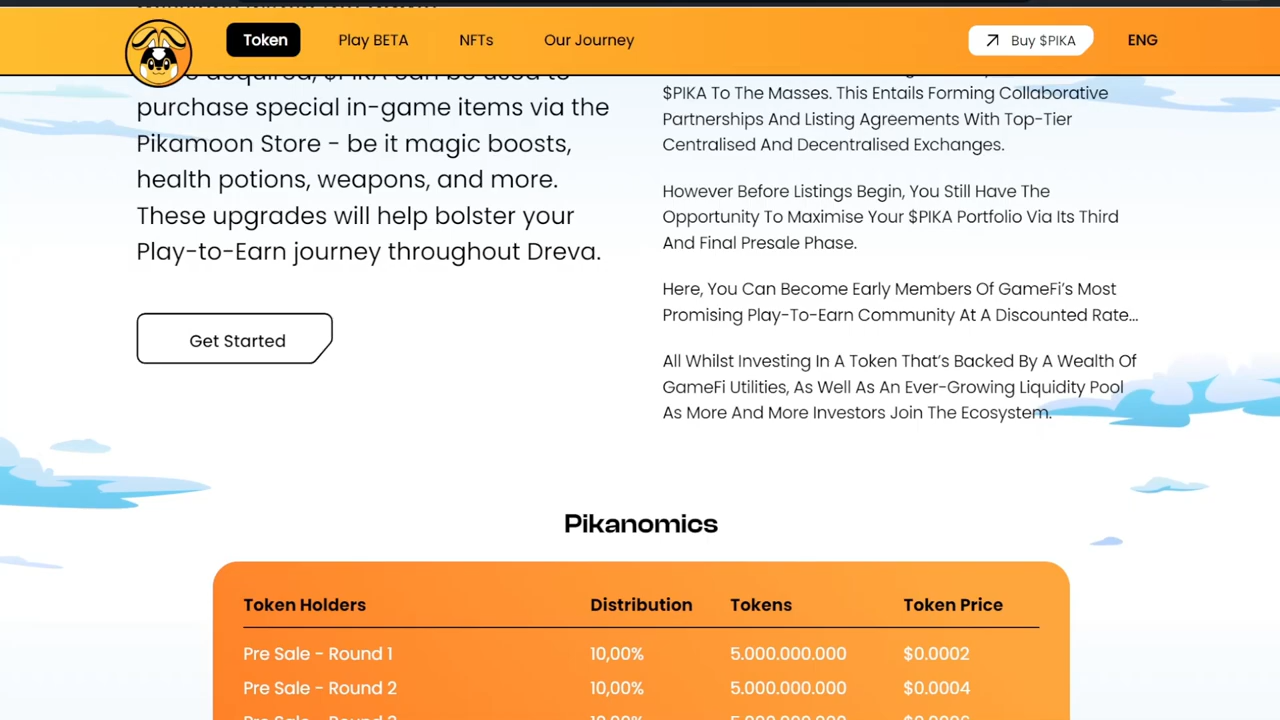 Token
Play BETA
NFTs
Our Journey
Buy $PIKA
ENG
acquired, $PIKA can be used to
purchase special in-game items via the
Pikamoon Store - be it magic boosts,
health potions, weapons, and more.
These upgrades will help bolster your
Play-to-Earn journey throughout Dreva.
Get Started
$PIKA To The Masses. This Entails Forming Collaborative
Partnerships And Listing Agreements With Top-Tier
Centralised And Decentralised Exchanges.
However Before Listings Begin, You Still Have The
Opportunity To Maximise Your $PIKA Portfolio Via Its Third
And Final Presale Phase.
Here, You Can Become Early Members Of GameFi's Most
Promising Play-To-Earn Community At A Discounted Rate...
All Whilst Investing In A Token That's Backed By A Wealth Of
GameFi Utilities, As Well As An Ever-Growing Liquidity Pool
As More And More Investors Join The Ecosystem.
Pikanomics
Token Holders Distribution Tokens Token Price
Pre Sale - Round 1 10,00% 5.000.000.000 $0.0002
Pre Sale - Round 2 10,00% 5.000.000.000 $0.0004